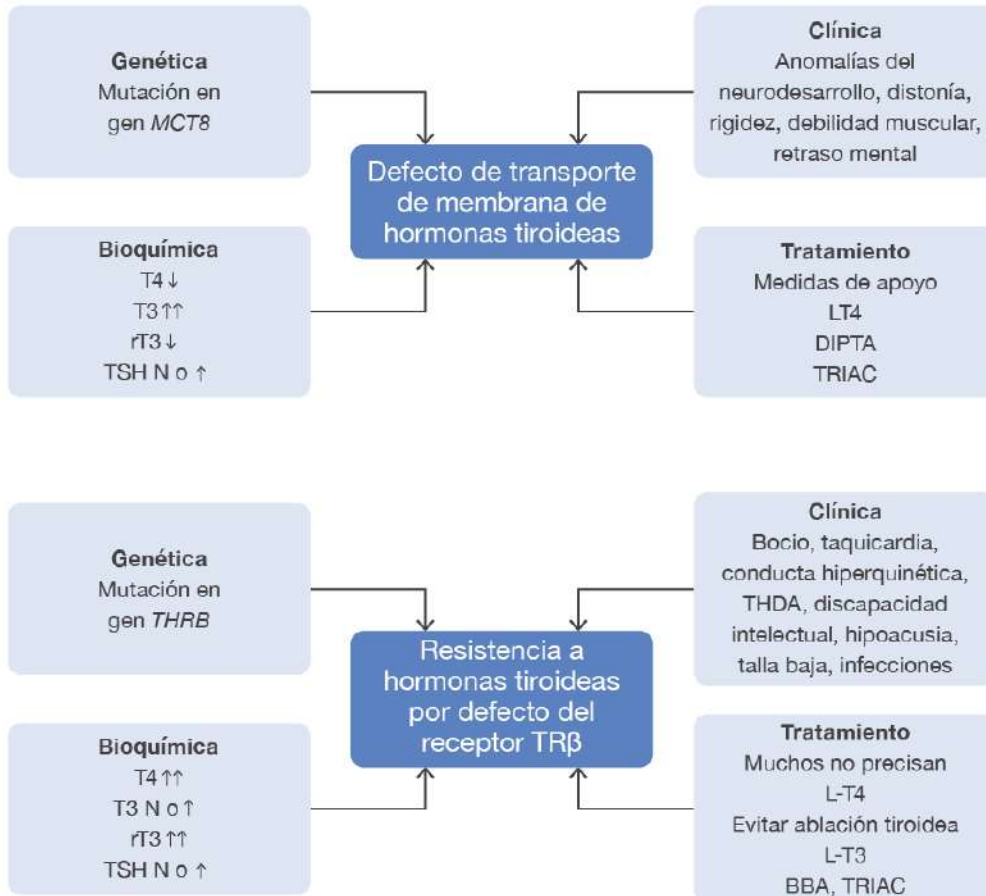 Genética
Mutación en
gen MCT8
Clínica
Anomalías del
neurodesarrollo, distonía,
rigidez, debilidad muscular,
retraso mental
Defecto de transporte
de membrana de
hormonas tiroideas
Bioquímica
T4↓
T3↑↑
rT3↓
TSH N o ↑
Tratamiento
Medidas de apoyo
LT4
DIPTA
TRIAC
Genética
Mutación en
gen THRB
Clínica
Bocio, taquicardia,
conducta hiperquinética,
THDA, discapacidad
intelectual, hipoacusia,
talla baja, infecciones
Resistencia a
hormonas tiroideas
por defecto del
receptor TRβ
Bioquímica
T4↑↑
T3 N o↑
rT3↑↑
TSH N o ↑
Tratamiento
Muchos no precisan
L-T4
Evitar ablación tiroidea
L-T3
BBA, TRIAC